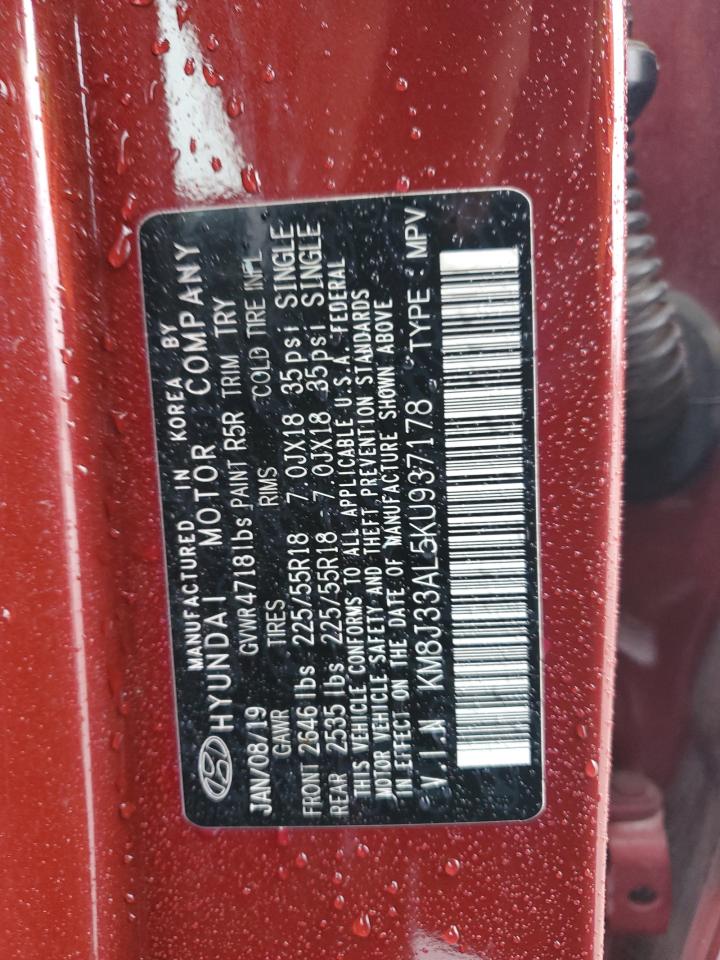 MANUFACTURED IN KOREA BY
HYUNDAI MOTOR COMPANY
JAN/08/19 GVWR 4718lbs PAINT R5R TRIM TRY
GAWR TIRES RIMS COLD TIRE INFL
FRONT 2646lbs 225/55R18 7.0JX18 35psi SINGLE
REAR 2535lbs 225/55R18 7.0JX18 35psi SINGLE
THIS VEHICLE CONFORMS TO ALL APPLICABLE U.S.A. FEDERAL
MOTOR VEHICLE SAFETY AND THEFT PREVENTION STANDARDS
IN EFFECT ON THE DATE OF MANUFACTURE SHOWN ABOVE
V.I.N KM8J33AL5KU937178 TYPE : MPV